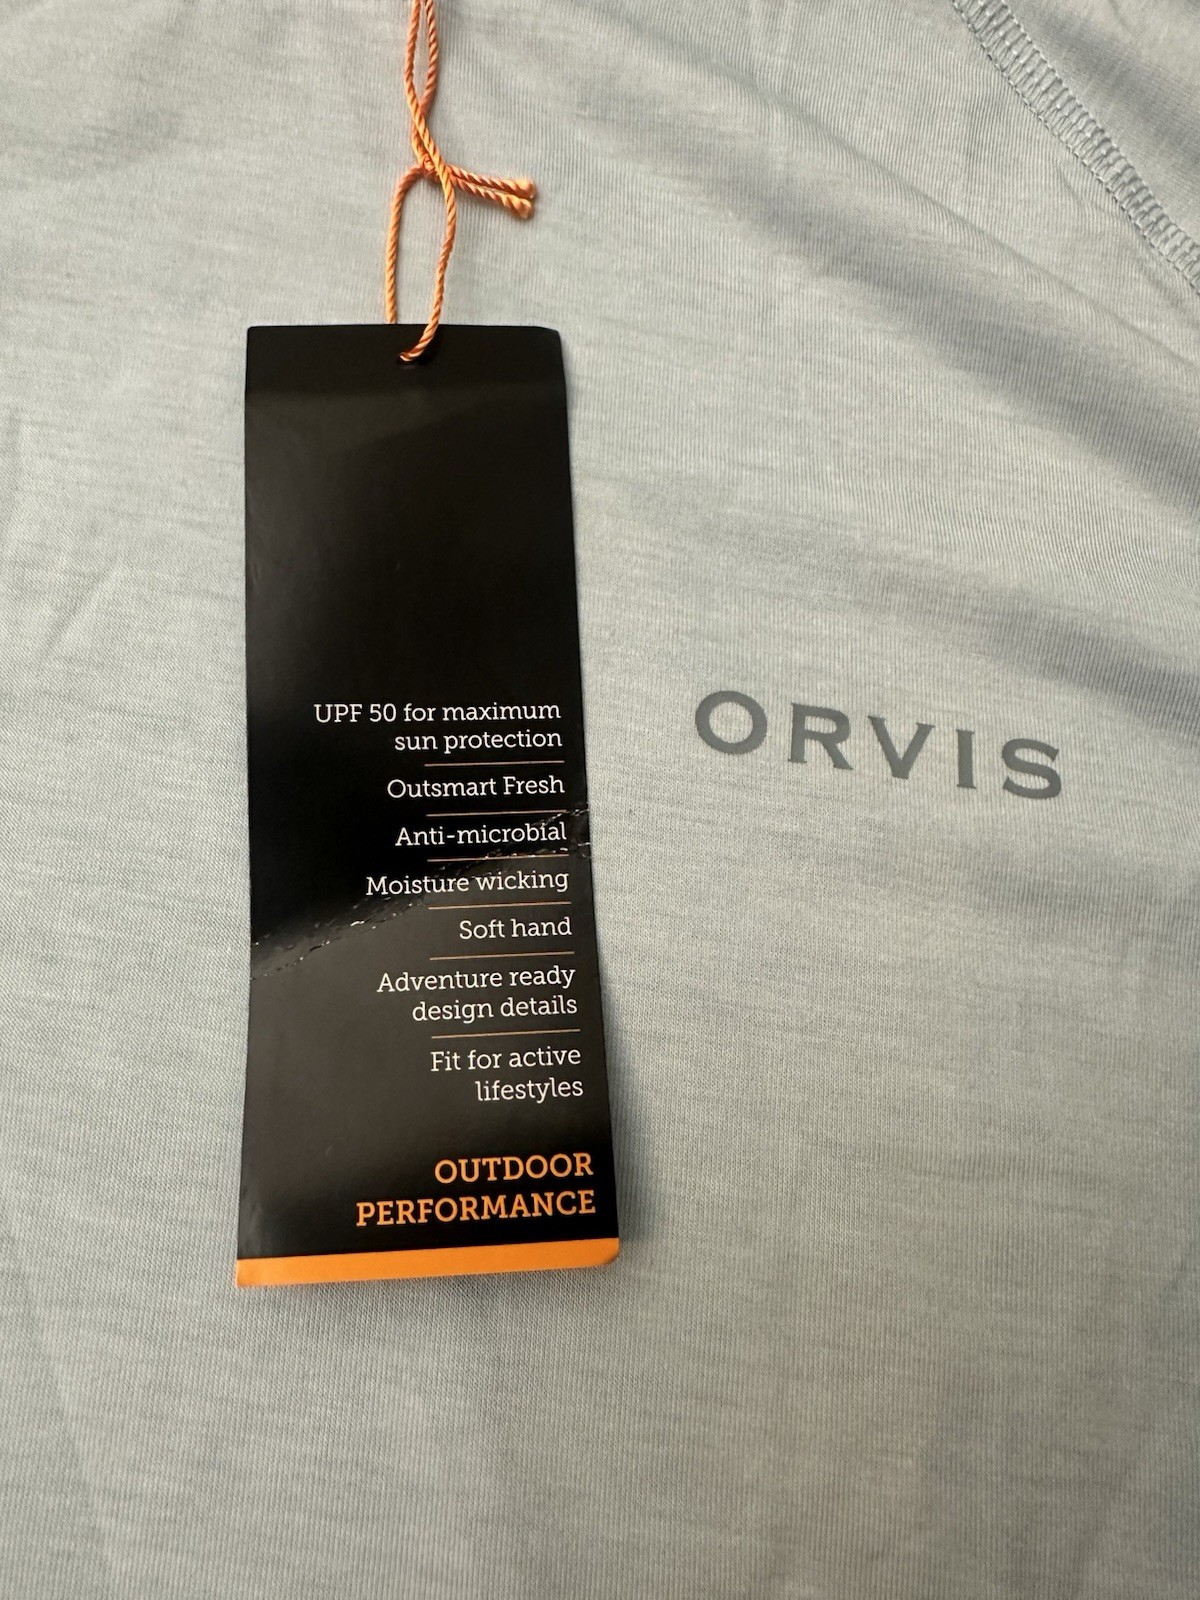 UPF 50 for maximum
sun protection
Outsmart Fresh
Anti-microbial
Moisture wicking
Soft hand
Adventure ready
design details
Fit for active
lifestyles
OUTDOOR
PERFORMANCE
ORVIS